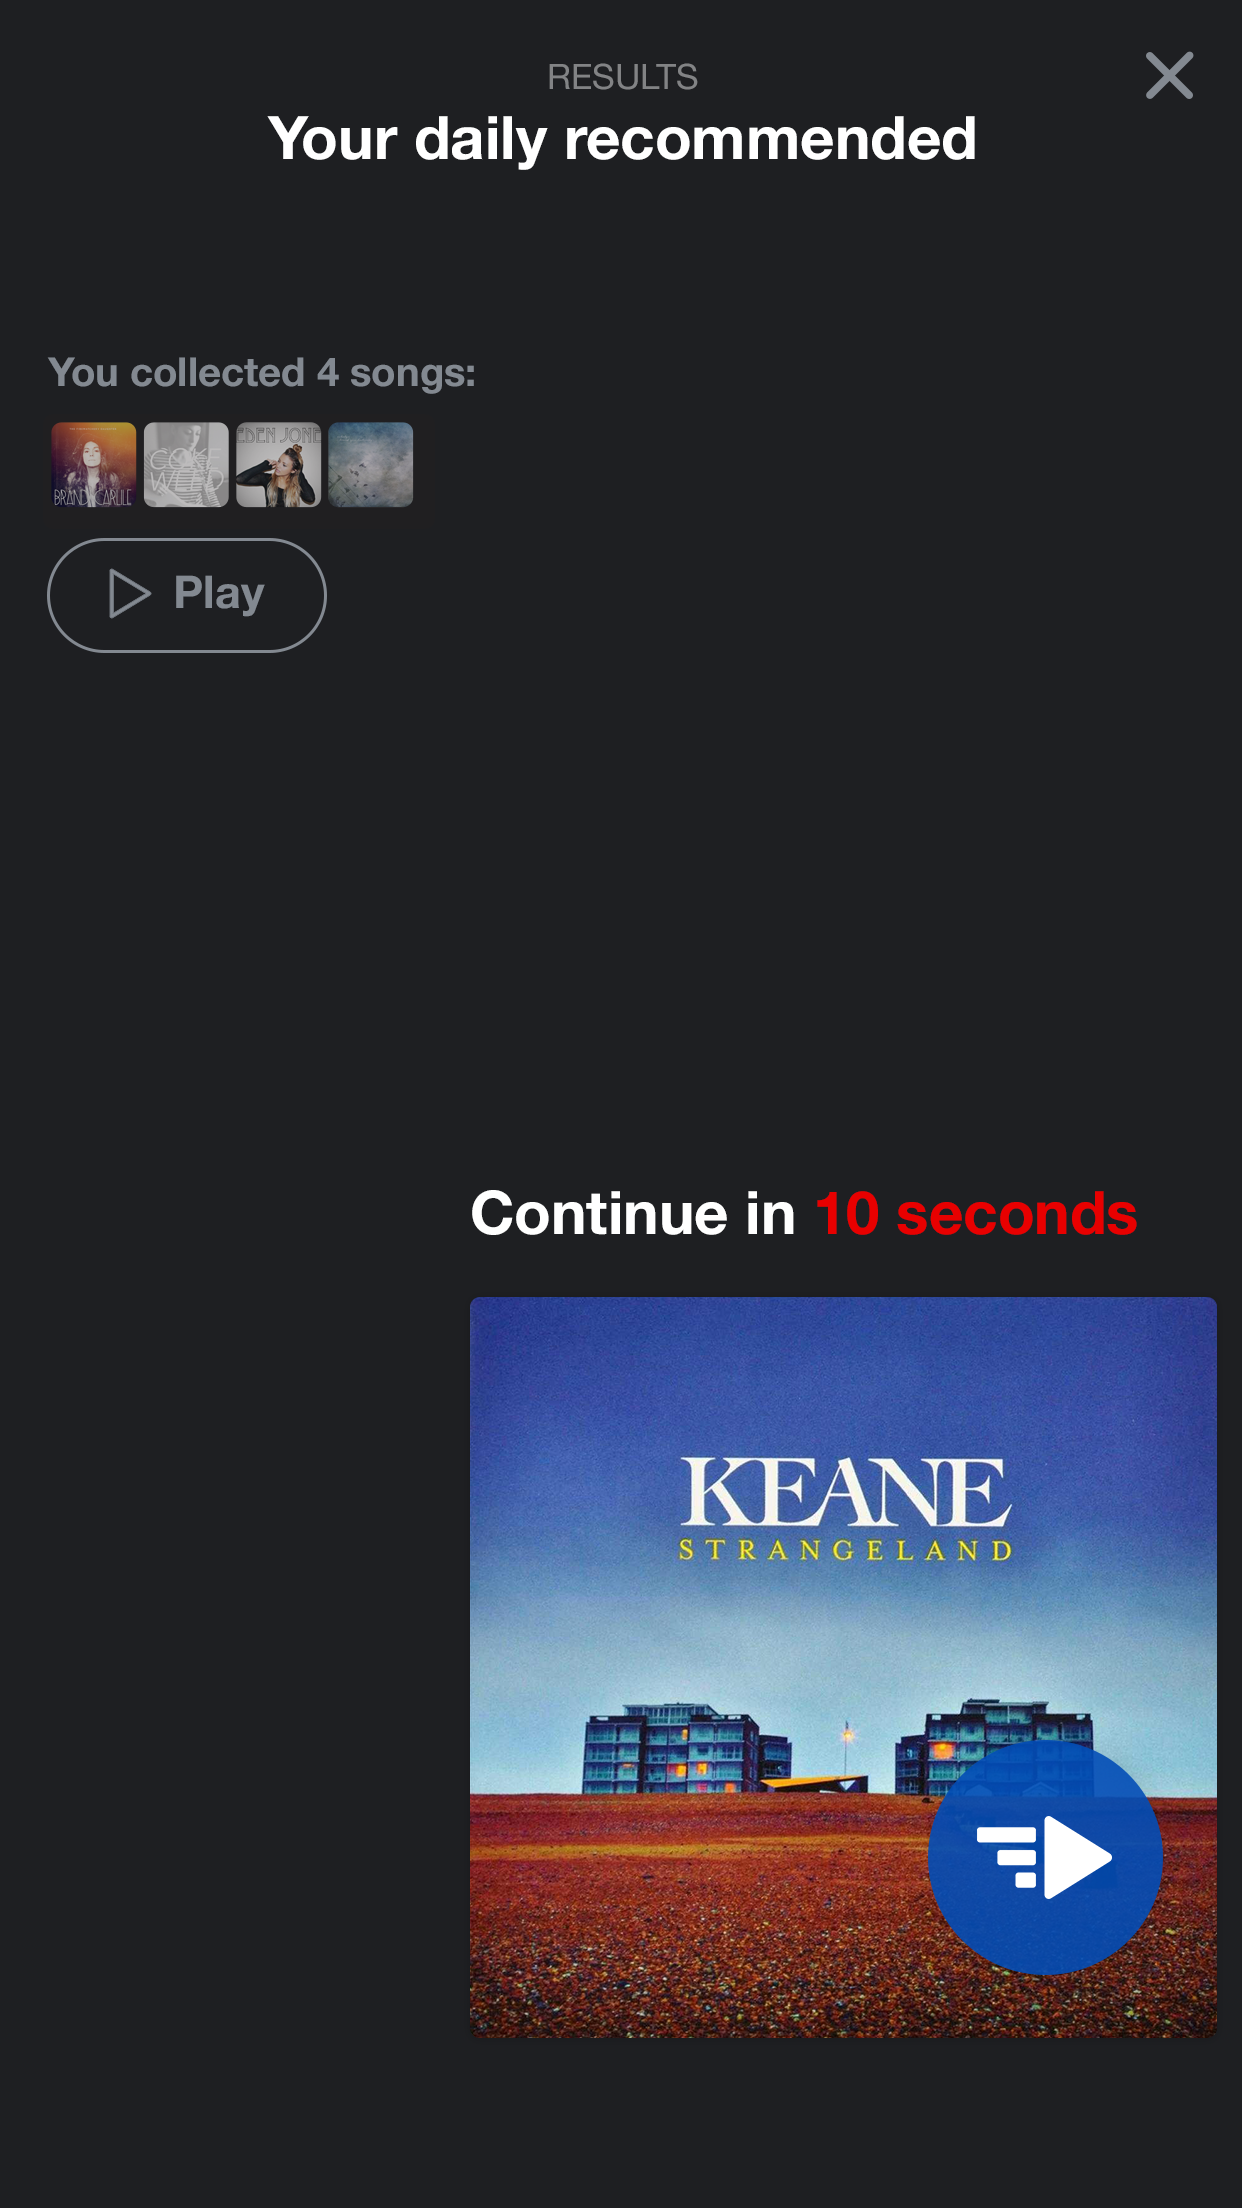 RESULTS
Your daily recommended
You collected 4 songs:
BRANDI CARLILE
COKE
WEED
EDEN JONE
Play
Continue in 10 seconds
KEANE
STRANGELAND